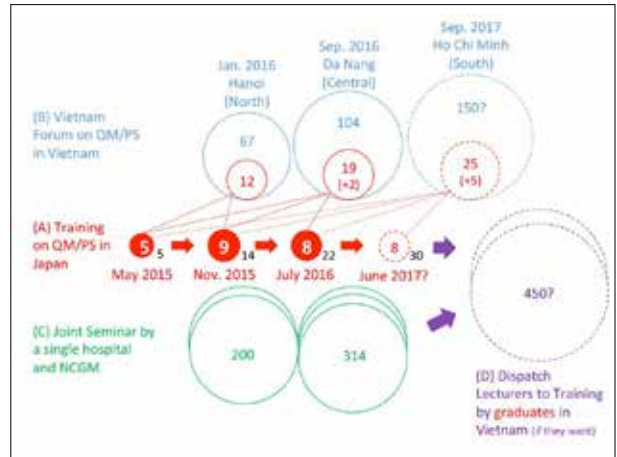 Jan. 2016
Hanoi
(North)
Sep. 2016
Da Nang
(Central)
Sep. 2017
Ho Chi Minh
(South)
(B) Vietnam
Forum on QM/PS
in Vietnam
67
12
104
19
(+2)
150?
25
(+5)
(A) Training
on QM/PS in
Japan
5 5
May 2015
9 14
Nov. 2015
8 22
July 2016
8 30
June 2017?
(C) Joint Seminar by
a single hospital
and NCGM
200
314
450?
(D) Dispatch
Lecturers to Training
by graduates in
Vietnam (if they want)